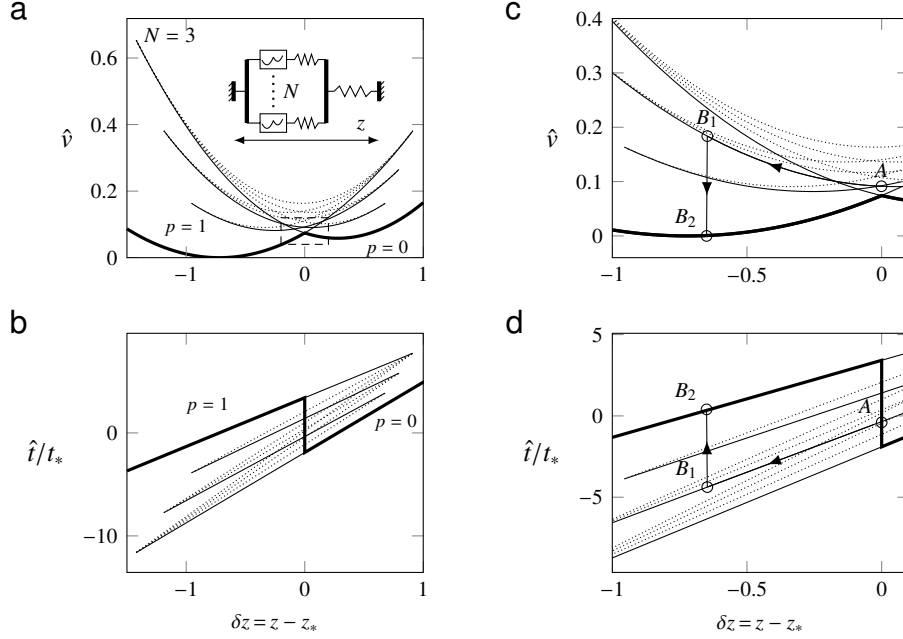 a
N = 3
0.6
0.4
0.2
0
v̂
N
z
p = 1
p = 0
−1
0
1
c
0.4
0.3
0.2
0.1
0
v̂
B₁
A
B₂
−1
−0.5
0
b
0
−10
t̂/t*
p = 1
p = 0
−1
0
1
δz = z − z*
d
5
0
−5
t̂/t*
B₂
A
B₁
−1
−0.5
0
δz = z − z*